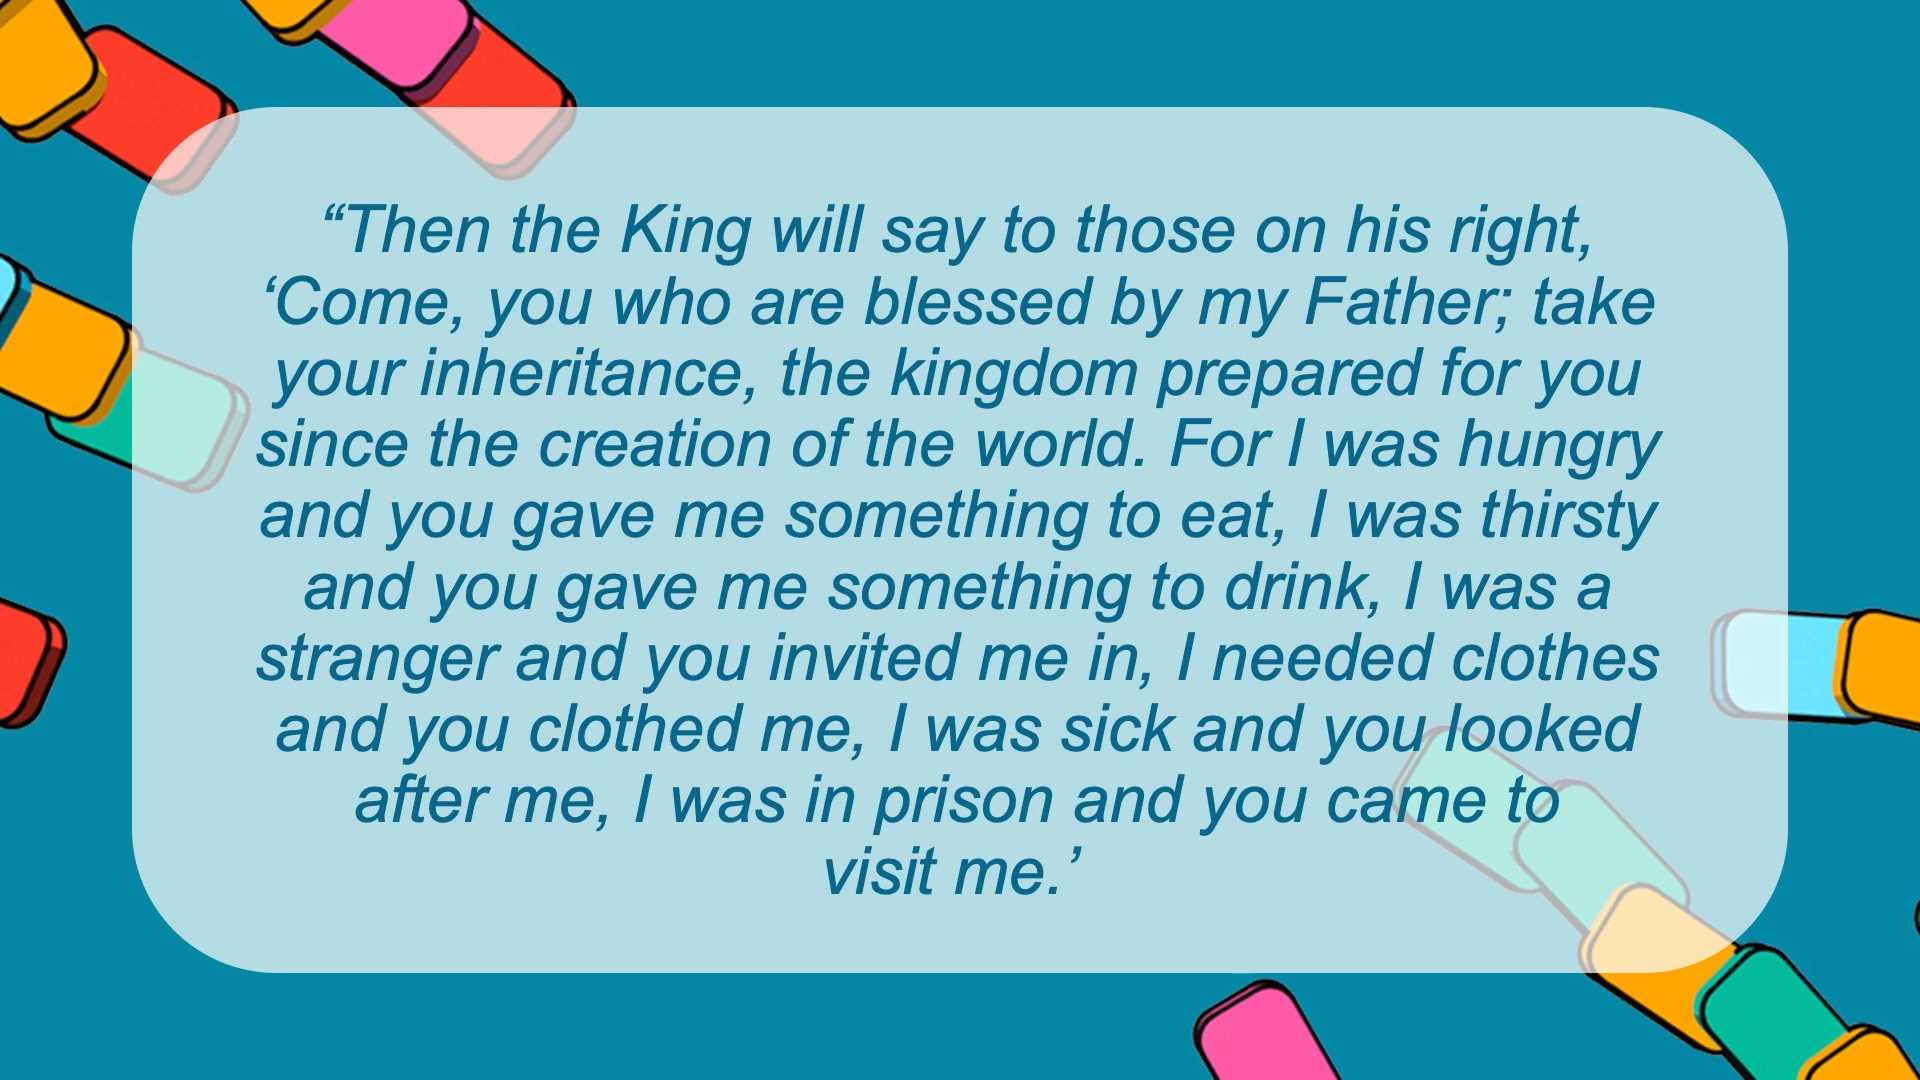 “Then the King will say to those on his right,
‘Come, you who are blessed by my Father; take
your inheritance, the kingdom prepared for you
since the creation of the world. For I was hungry
and you gave me something to eat, I was thirsty
and you gave me something to drink, I was a
stranger and you invited me in, I needed clothes
and you clothed me, I was sick and you looked
after me, I was in prison and you came to
visit me.’